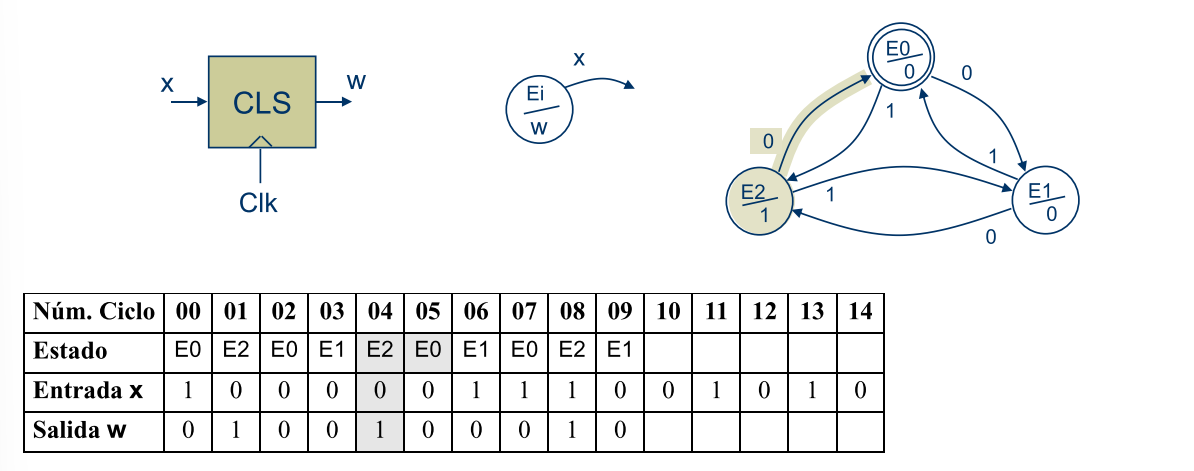 x CLS w
Clk
Ei
w
x
E0
0
0
1
0
1
E2
1
1
E1
0
0
Núm. Ciclo 00 01 02 03 04 05 06 07 08 09 10 11 12 13 14
Estado E0 E2 E0 E1 E2 E0 E1 E0 E2 E1
Entrada x 1 0 0 0 0 0 1 1 1 0 0 1 0 1 0
Salida w 0 1 0 0 1 0 0 0 1 0